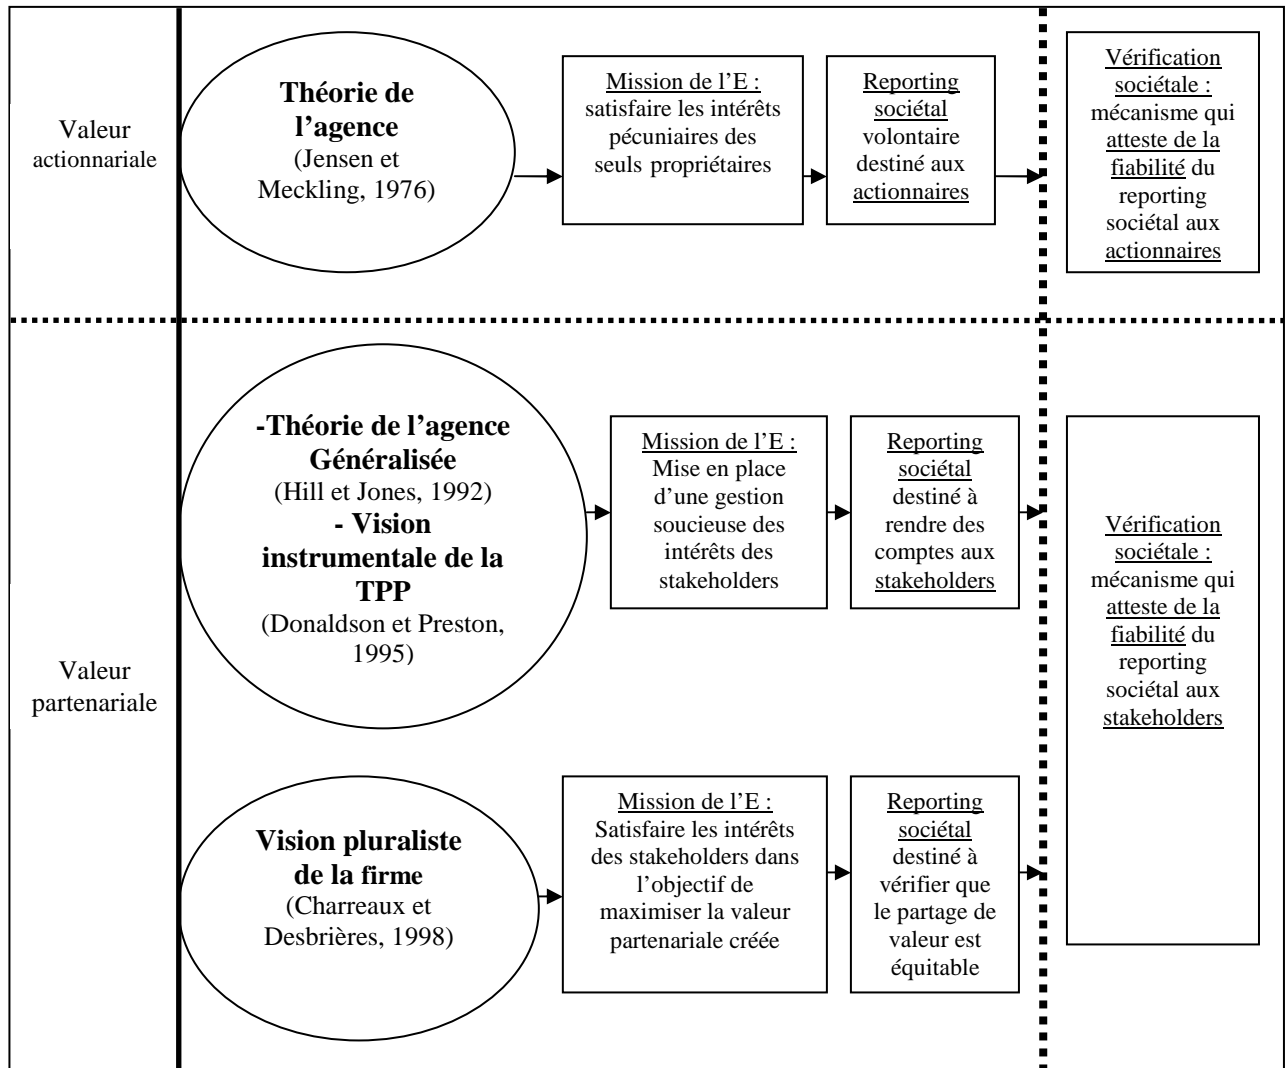 Valeur
actionnariale
Théorie de
l’agence
(Jensen et
Meckling, 1976)
Mission de l’E :
satisfaire les intérêts
pécuniaires des
seuls propriétaires
Reporting
sociétal
volontaire
destiné aux
actionnaires
Vérification
sociétale :
mécanisme qui
atteste de la
fiabilité du
reporting
sociétal aux
actionnaires
Valeur
partenariale
-Théorie de l’agence
Généralisée
(Hill et Jones, 1992)
- Vision
instrumentale de la
TPP
(Donaldson et Preston,
1995)
Mission de l’E :
Mise en place
d’une gestion
soucieuse des
intérêts des
stakeholders
Reporting
sociétal
destiné à
rendre des
comptes aux
stakeholders
Vérification
sociétale :
mécanisme qui
atteste de la
fiabilité du
reporting
sociétal aux
stakeholders
Vision pluraliste
de la firme
(Charreaux et
Desbrières, 1998)
Mission de l’E :
Satisfaire les intérêts
des stakeholders dans
l’objectif de
maximiser la valeur
partenariale créée
Reporting
sociétal
destiné à
vérifier que
le partage de
valeur est
équitable